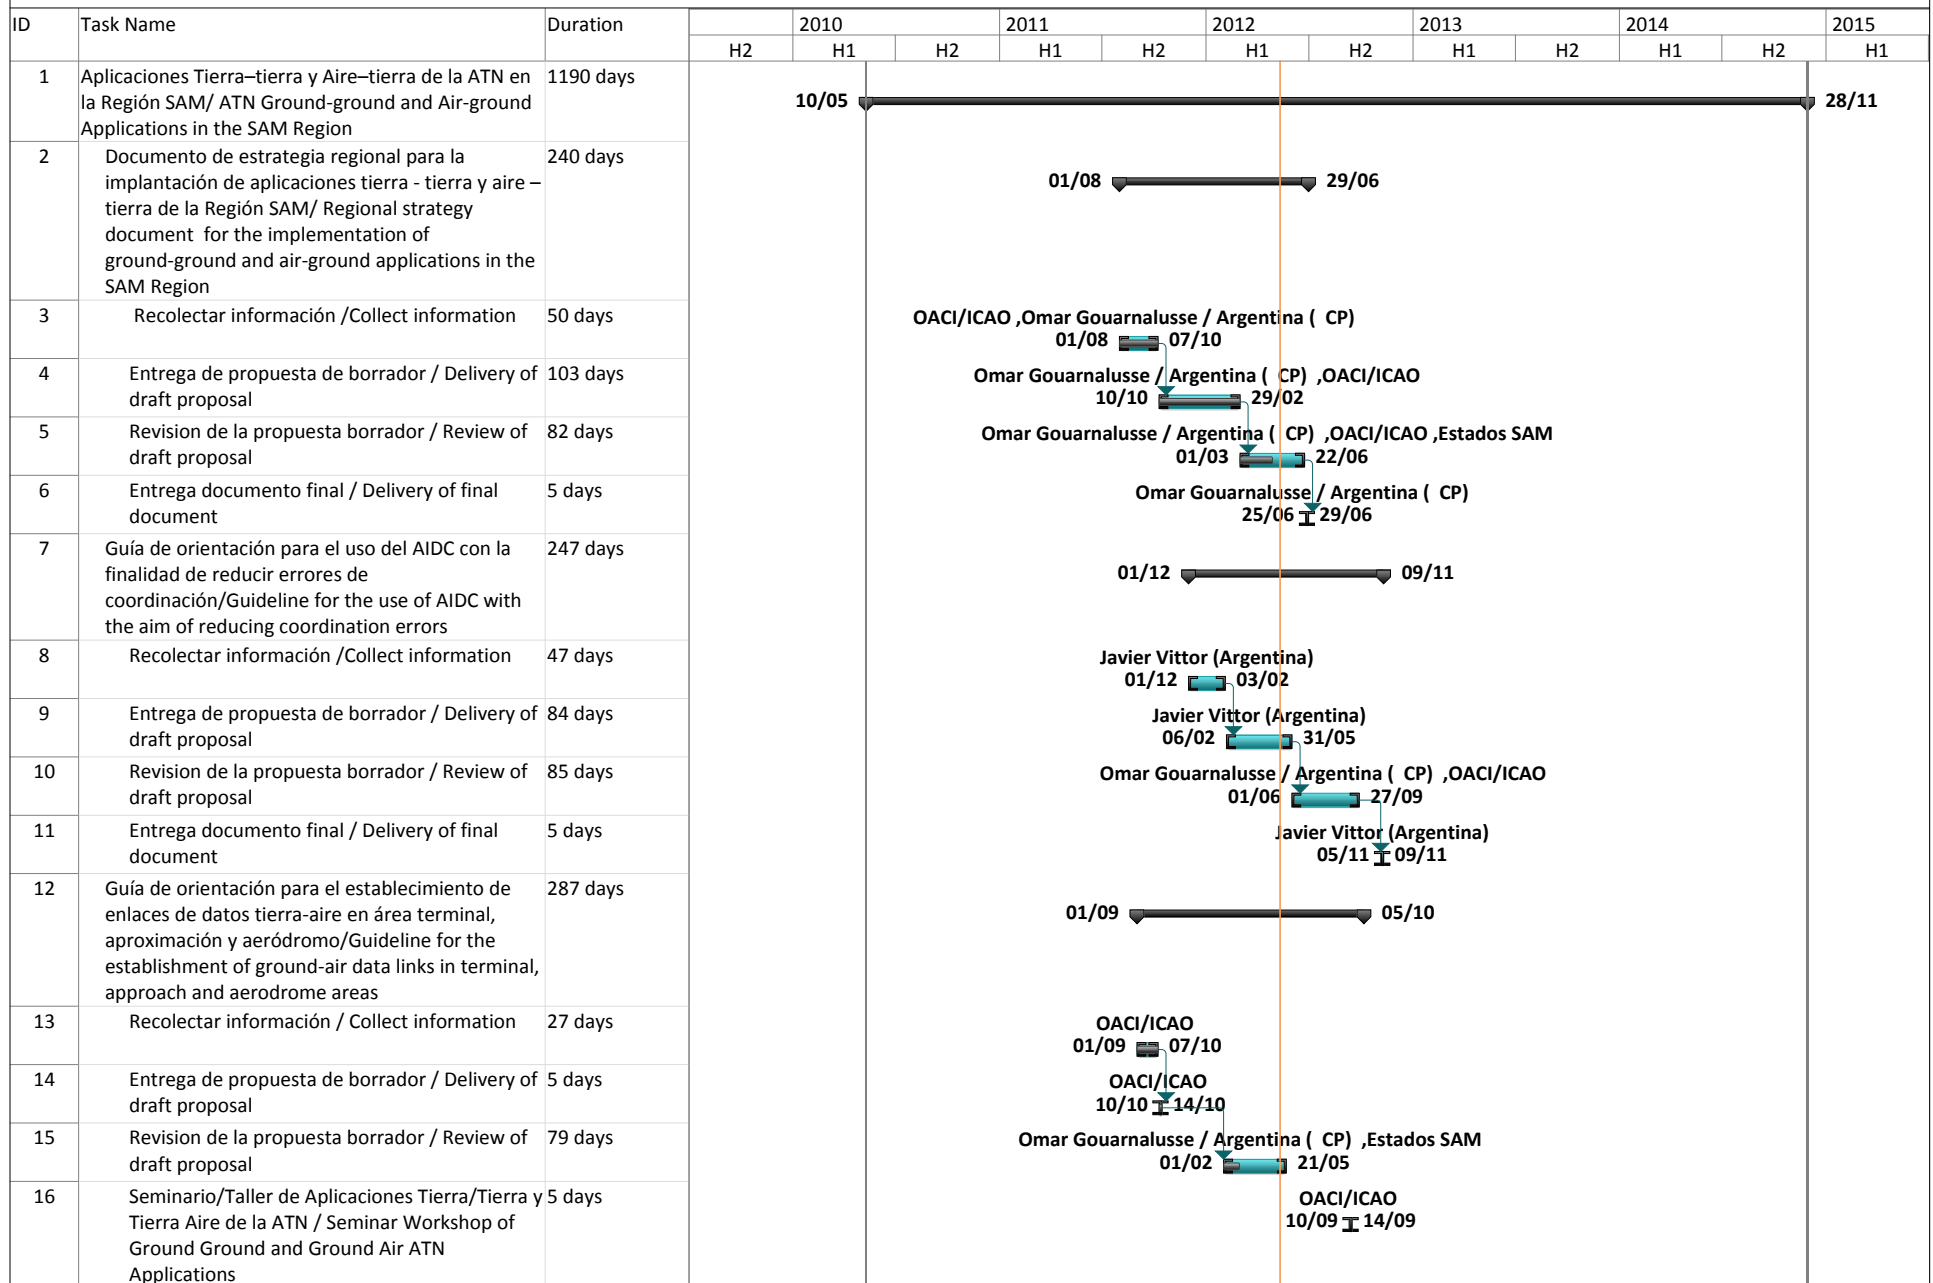 ID Task Name Duration 2010 2011 2012 2013 2014 2015
H2 H1 H2 H1 H2 H1 H2 H1 H2 H1 H2 H1
1 Aplicaciones Tierra–tierra y Aire–tierra de la ATN en 1190 days
la Región SAM/ ATN Ground-ground and Air-ground
Applications in the SAM Region
10/05 28/11
2 Documento de estrategia regional para la 240 days
implantación de aplicaciones tierra - tierra y aire –
tierra de la Región SAM/ Regional strategy
document for the implementation of
ground-ground and air-ground applications in the
SAM Region
01/08 29/06
3 Recolectar información /Collect information 50 days
OACI/ICAO ,Omar Gouarnalusse / Argentina ( CP)
01/08 07/10
4 Entrega de propuesta de borrador / Delivery of 103 days
draft proposal
Omar Gouarnalusse / Argentina ( CP) ,OACI/ICAO
10/10 29/02
5 Revision de la propuesta borrador / Review of 82 days
draft proposal
Omar Gouarnalusse / Argentina ( CP) ,OACI/ICAO ,Estados SAM
01/03 22/06
6 Entrega documento final / Delivery of final 5 days
document
Omar Gouarnalusse / Argentina ( CP)
25/06 29/06
7 Guía de orientación para el uso del AIDC con la 247 days
finalidad de reducir errores de
coordinación/Guideline for the use of AIDC with
the aim of reducing coordination errors
01/12 09/11
8 Recolectar información /Collect information 47 days
Javier Vittor (Argentina)
01/12 03/02
9 Entrega de propuesta de borrador / Delivery of 84 days
draft proposal
Javier Vittor (Argentina)
06/02 31/05
10 Revision de la propuesta borrador / Review of 85 days
draft proposal
Omar Gouarnalusse / Argentina ( CP) ,OACI/ICAO
01/06 27/09
11 Entrega documento final / Delivery of final 5 days
document
Javier Vittor (Argentina)
05/11 09/11
12 Guía de orientación para el establecimiento de 287 days
enlaces de datos tierra-aire en área terminal,
aproximación y aeródromo/Guideline for the
establishment of ground-air data links in terminal,
approach and aerodrome areas
01/09 05/10
13 Recolectar información / Collect information 27 days
OACI/ICAO
01/09 07/10
14 Entrega de propuesta de borrador / Delivery of 5 days
draft proposal
OACI/ICAO
10/10 14/10
15 Revision de la propuesta borrador / Review of 79 days
draft proposal
Omar Gouarnalusse / Argentina ( CP) ,Estados SAM
01/02 21/05
16 Seminario/Taller de Aplicaciones Tierra/Tierra y 5 days
Tierra Aire de la ATN / Seminar Workshop of
Ground Ground and Ground Air ATN
Applications
OACI/ICAO
10/09 14/09